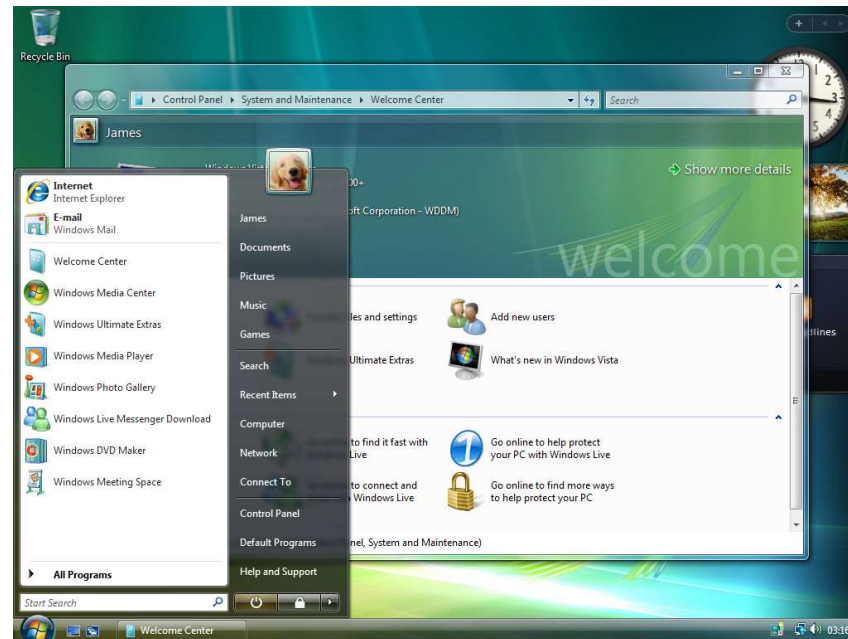 Recycle Bin
Control Panel
System and Maintenance
Welcome Center
Search
James
Show more details
oft Corporation - WDDM)
welcome
Internet
Internet Explorer
E-mail
Windows Mail
Welcome Center
Windows Media Center
Windows Ultimate Extras
Windows Media Player
Windows Photo Gallery
Windows Live Messenger Download
Windows DVD Maker
Windows Meeting Space
All Programs
Start Search
James
Documents
Pictures
Music
Games
Search
Recent Items
Computer
Network
Connect To
Control Panel
Default Programs
Help and Support
files and settings
Add new users
Ultimate Extras
What's new in Windows Vista
to find it fast with
Live
Go online to help protect
your PC with Windows Live
to connect and
Windows Live
Go online to find more ways
to help protect your PC
nel, System and Maintenance)
dlines
Welcome Center
03:16